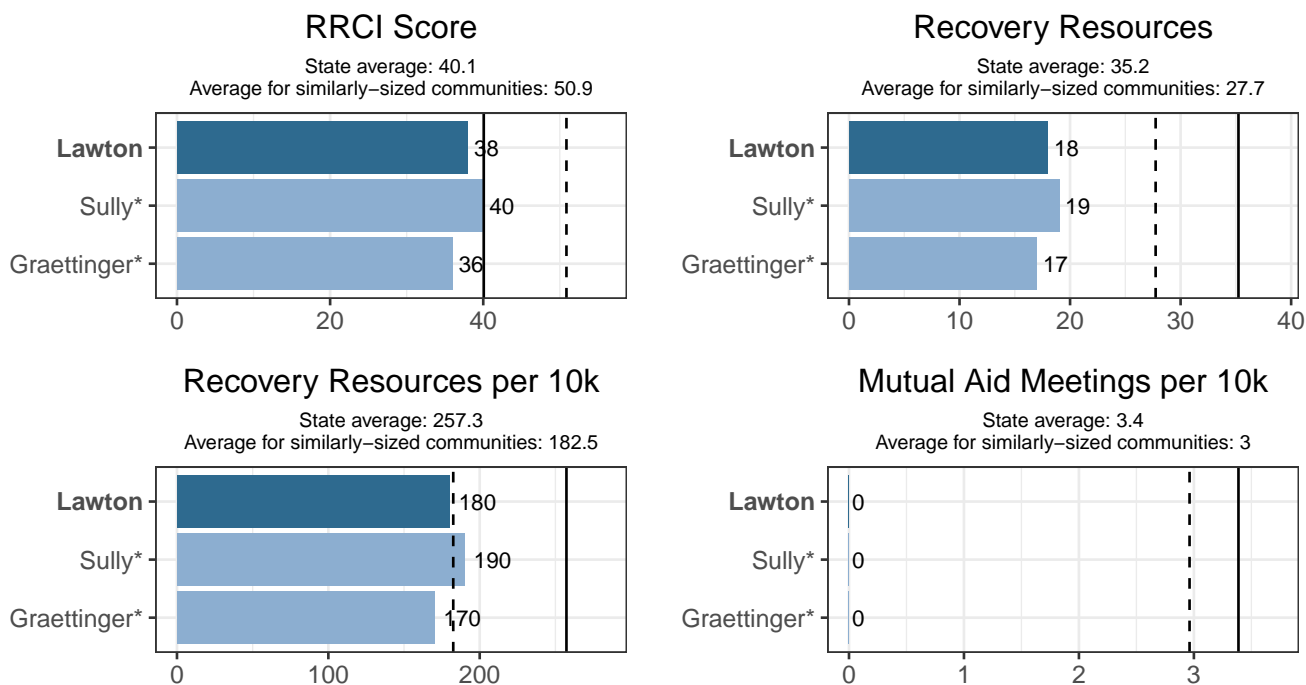 RRCI Score
State average: 40.1
Average for similarly−sized communities: 50.9
Lawton
38
Sully*
40
Graettinger*
36
0 20 40
Recovery Resources
State average: 35.2
Average for similarly−sized communities: 27.7
Lawton
18
Sully*
19
Graettinger*
17
0 10 20 30 40
Recovery Resources per 10k
State average: 257.3
Average for similarly−sized communities: 182.5
Lawton
180
Sully*
190
Graettinger*
170
0 100 200
Mutual Aid Meetings per 10k
State average: 3.4
Average for similarly−sized communities: 3
Lawton
0
Sully*
0
Graettinger*
0
0 1 2 3